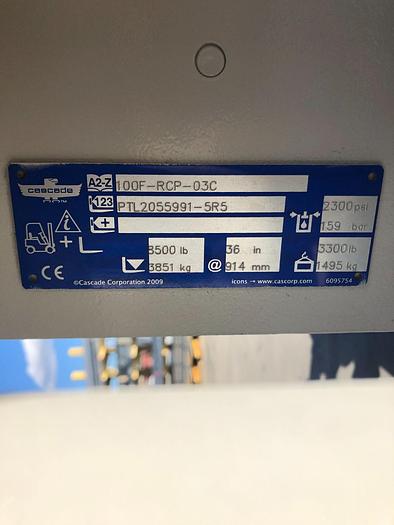 cascade
A2-Z 100F-RCP-03C
123 PTL2055991-5R5
2300 psi
159 bar
8500 lb
3851 kg
@
36 in
914 mm
3300 lb
1495 kg
CE
©Cascade Corporation 2009
icons → www.cascorp.com
6095754